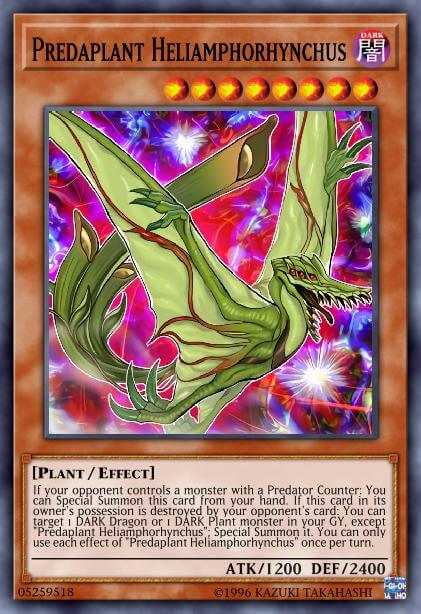 Predaplant Heliamphorhynchus
DARK
闇
[Plant / Effect]
If your opponent controls a monster with a Predator Counter: You
can Special Summon this card from your hand. If this card in its
owner's possession is destroyed by your opponent's card: You can
target 1 DARK Dragon or 1 DARK Plant monster in your GY, except
"Predaplant Heliamphorhynchus"; Special Summon it. You can only
use each effect of "Predaplant Heliamphorhynchus" once per turn.
ATK/1200 DEF/2400
05259518
©1996 KAZUKI TAKAHASHI